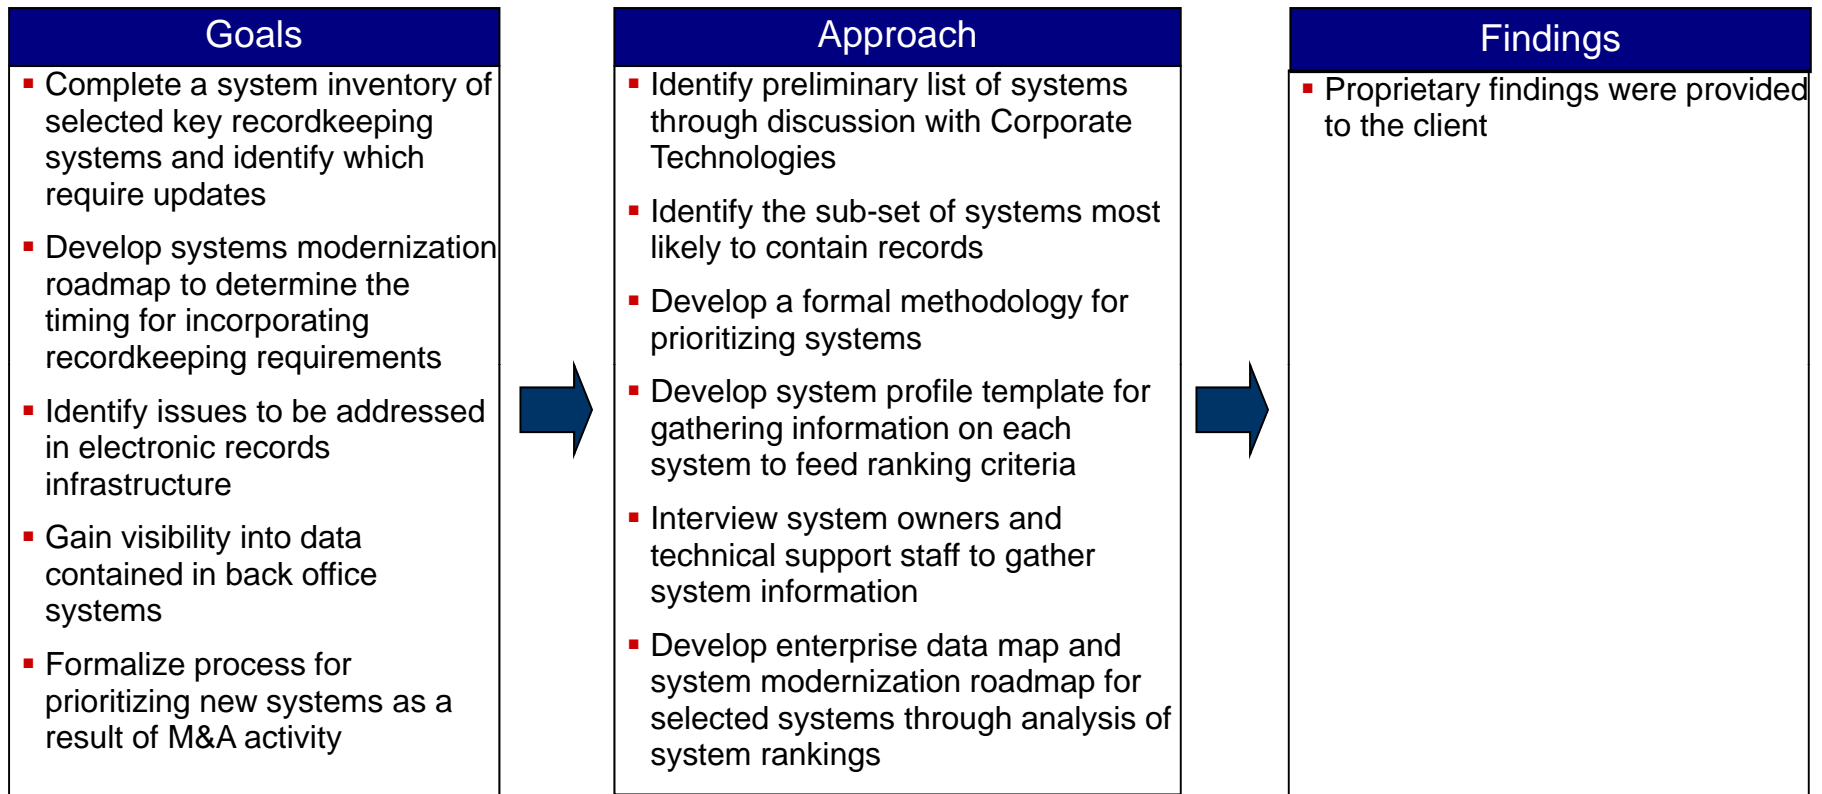 Goals
▪ Complete a system inventory of
selected key recordkeeping
systems and identify which
require updates
▪ Develop systems modernization
roadmap to determine the
timing for incorporating
recordkeeping requirements
▪ Identify issues to be addressed
in electronic records
infrastructure
▪ Gain visibility into data
contained in back office
systems
▪ Formalize process for
prioritizing new systems as a
result of M&A activity
Approach
▪ Identify preliminary list of systems
through discussion with Corporate
Technologies
▪ Identify the sub-set of systems most
likely to contain records
▪ Develop a formal methodology for
prioritizing systems
▪ Develop system profile template for
gathering information on each
system to feed ranking criteria
▪ Interview system owners and
technical support staff to gather
system information
▪ Develop enterprise data map and
system modernization roadmap for
selected systems through analysis of
system rankings
Findings
▪ Proprietary findings were provided
to the client